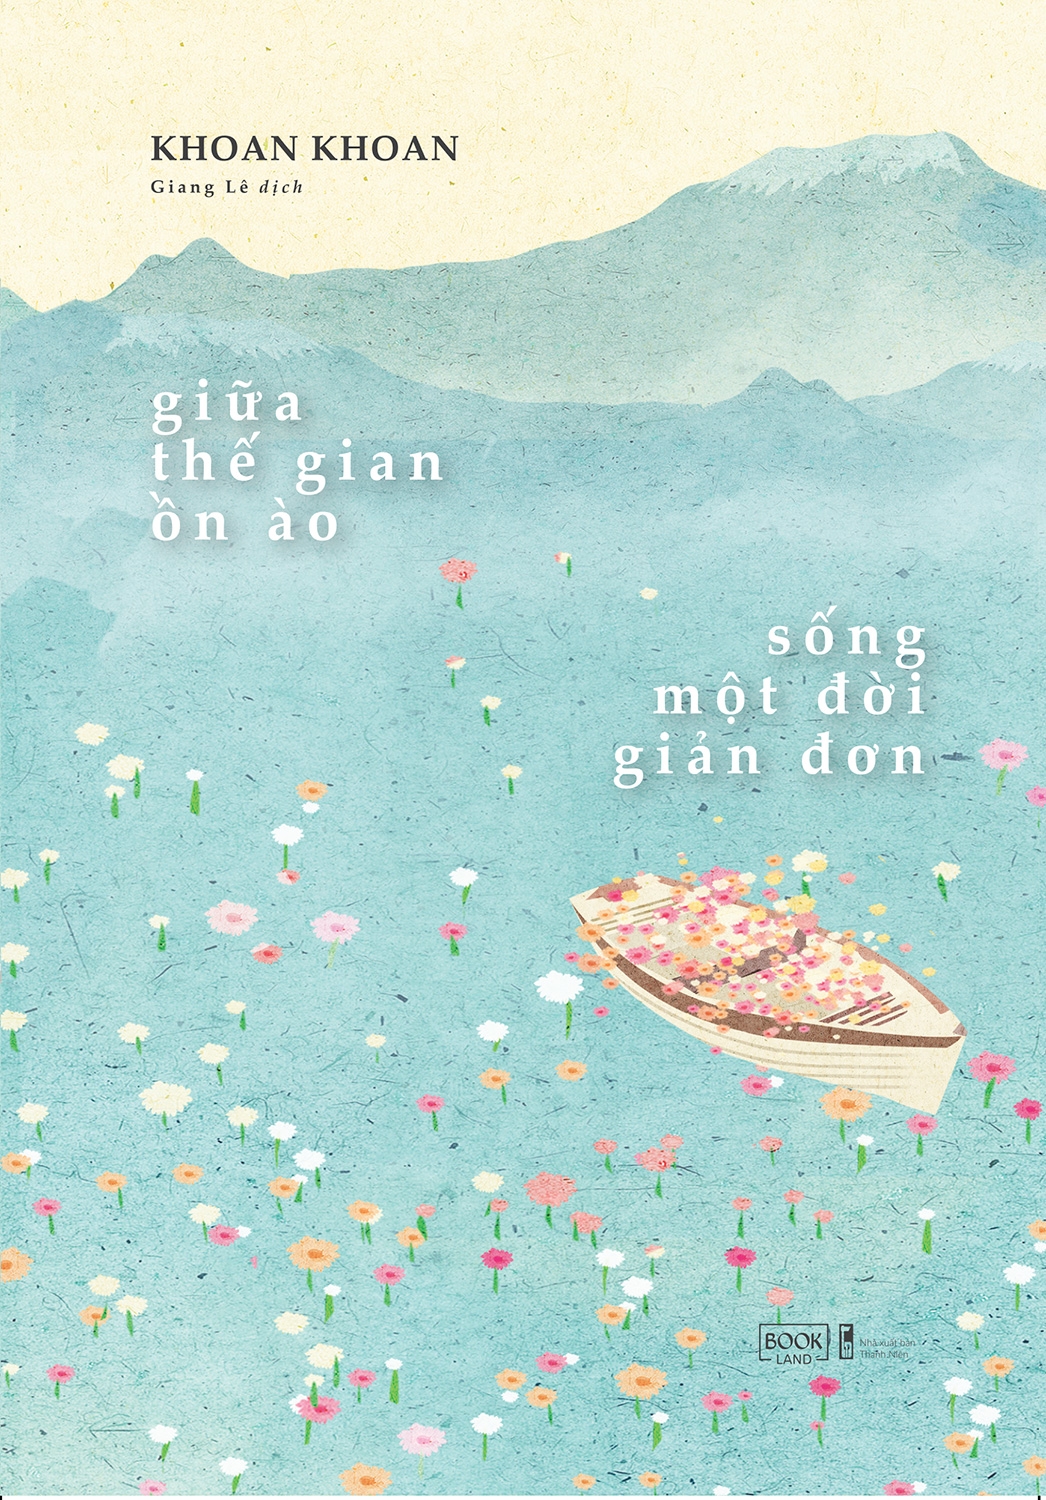 KHOAN KHOAN
Giang Lê dịch
giữa
thế gian
ồn ào
sống
một đời
giản đơn
BOOK
LAND
Nhà xuất bản
Thanh Niên